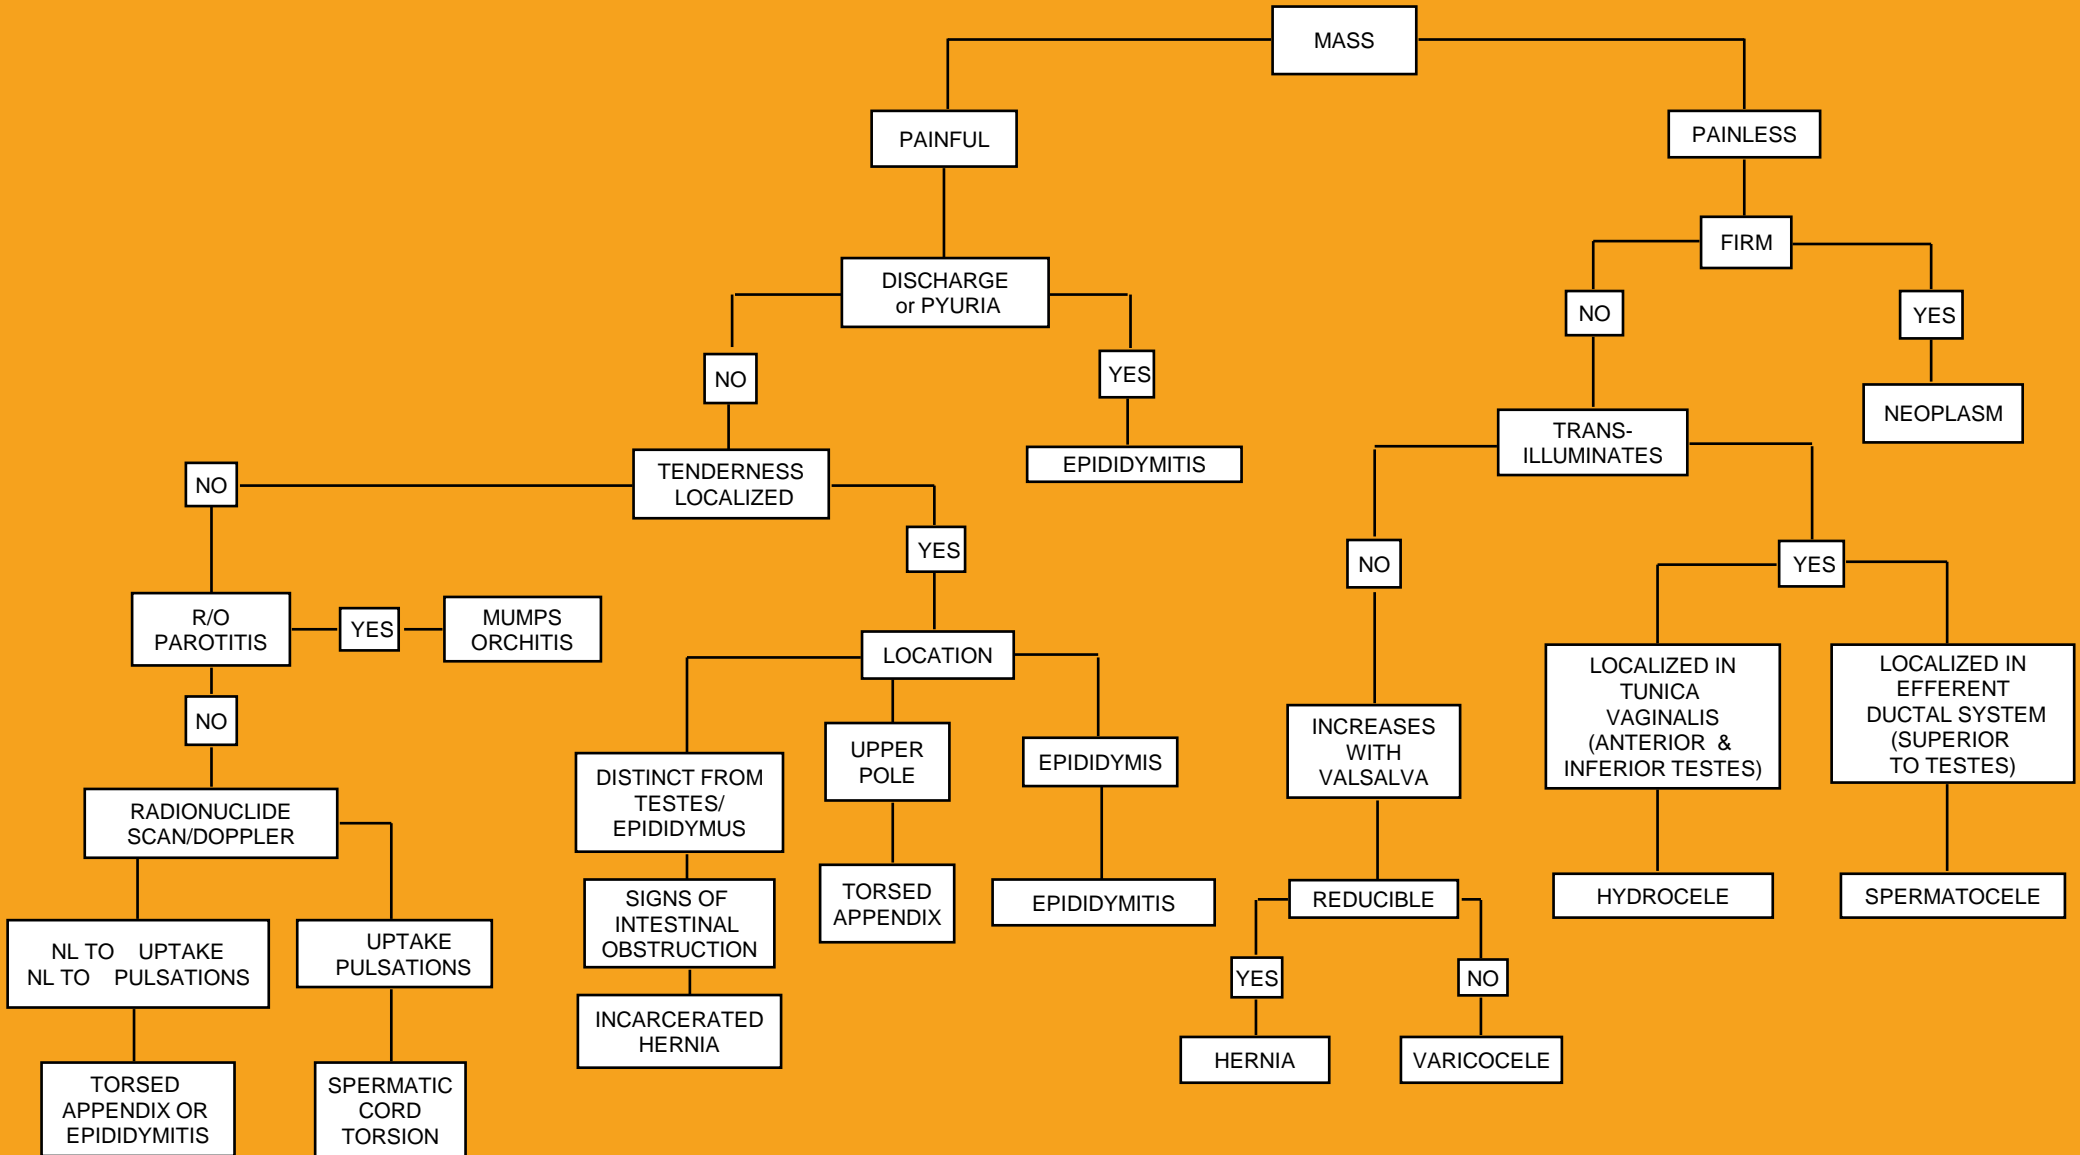 MASS
PAINFUL
PAINLESS
FIRM
DISCHARGE
or PYURIA
NO
YES
NO
YES
NEOPLASM
TRANS-
ILLUMINATES
EPIDIDYMITIS
TENDERNESS
LOCALIZED
NO
YES
NO
YES
R/O
PAROTITIS
YES
MUMPS
ORCHITIS
LOCATION
NO
LOCALIZED IN
TUNICA
VAGINALIS
(ANTERIOR &
INFERIOR TESTES)
LOCALIZED IN
EFFERENT
DUCTAL SYSTEM
(SUPERIOR
TO TESTES)
INCREASES
WITH
VALSALVA
UPPER
POLE
EPIDIDYMIS
DISTINCT FROM
TESTES/
EPIDIDYMUS
RADIONUCLIDE
SCAN/DOPPLER
SIGNS OF
INTESTINAL
OBSTRUCTION
TORSED
APPENDIX
EPIDIDYMITIS
REDUCIBLE
HYDROCELE
SPERMATOCELE
NL TO UPTAKE
NL TO PULSATIONS
UPTAKE
PULSATIONS
YES
NO
INCARCERATED
HERNIA
HERNIA
VARICOCELE
TORSED
APPENDIX OR
EPIDIDYMITIS
SPERMATIC
CORD
TORSION